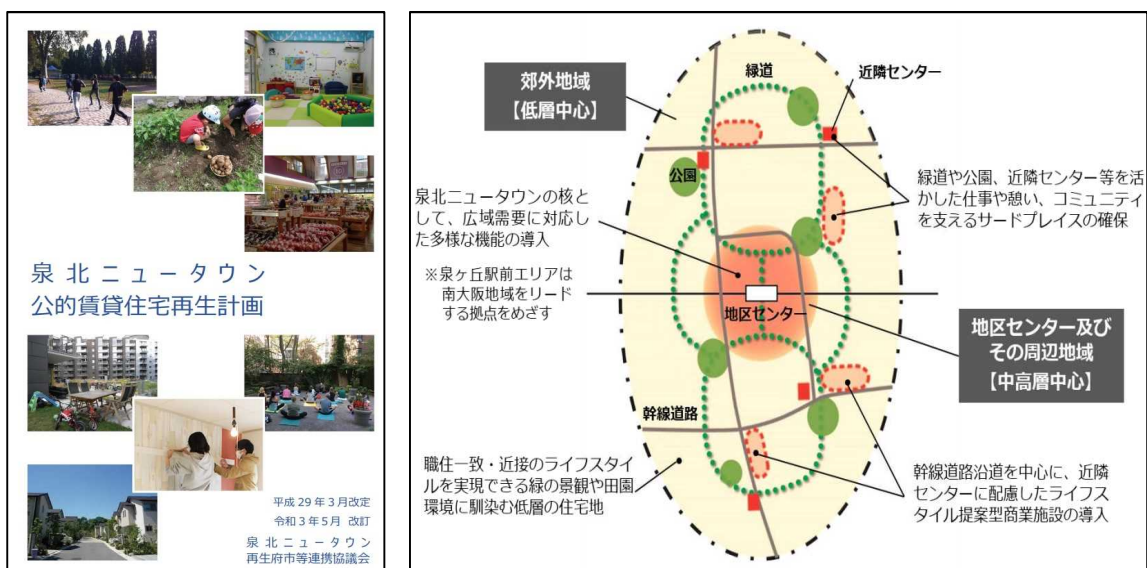 泉北ニュータウン
公的賃貸住宅再生計画
平成29年3月改定
令和3年5月 改訂
泉北ニュータウン
再生府市等連携協議会
郊外地域
【低層中心】
緑道
近隣センター
公園
緑道や公園、近隣センター等を活
かした仕事や憩い、コミュニティ
を支えるサードプレイスの確保
泉北ニュータウンの核と
して、広域需要に対応し
た多様な機能の導入
※泉ヶ丘駅前エリアは
南大阪地域をリード
する拠点をめざす
地区センター
地区センター及び
その周辺地域
【中高層中心】
幹線道路
職住一致・近接のライフスタイ
ルを実現できる緑の景観や田園
環境に馴染む低層の住宅地
幹線道路沿道を中心に、近隣
センターに配慮したライフス
タイル提案型商業施設の導入